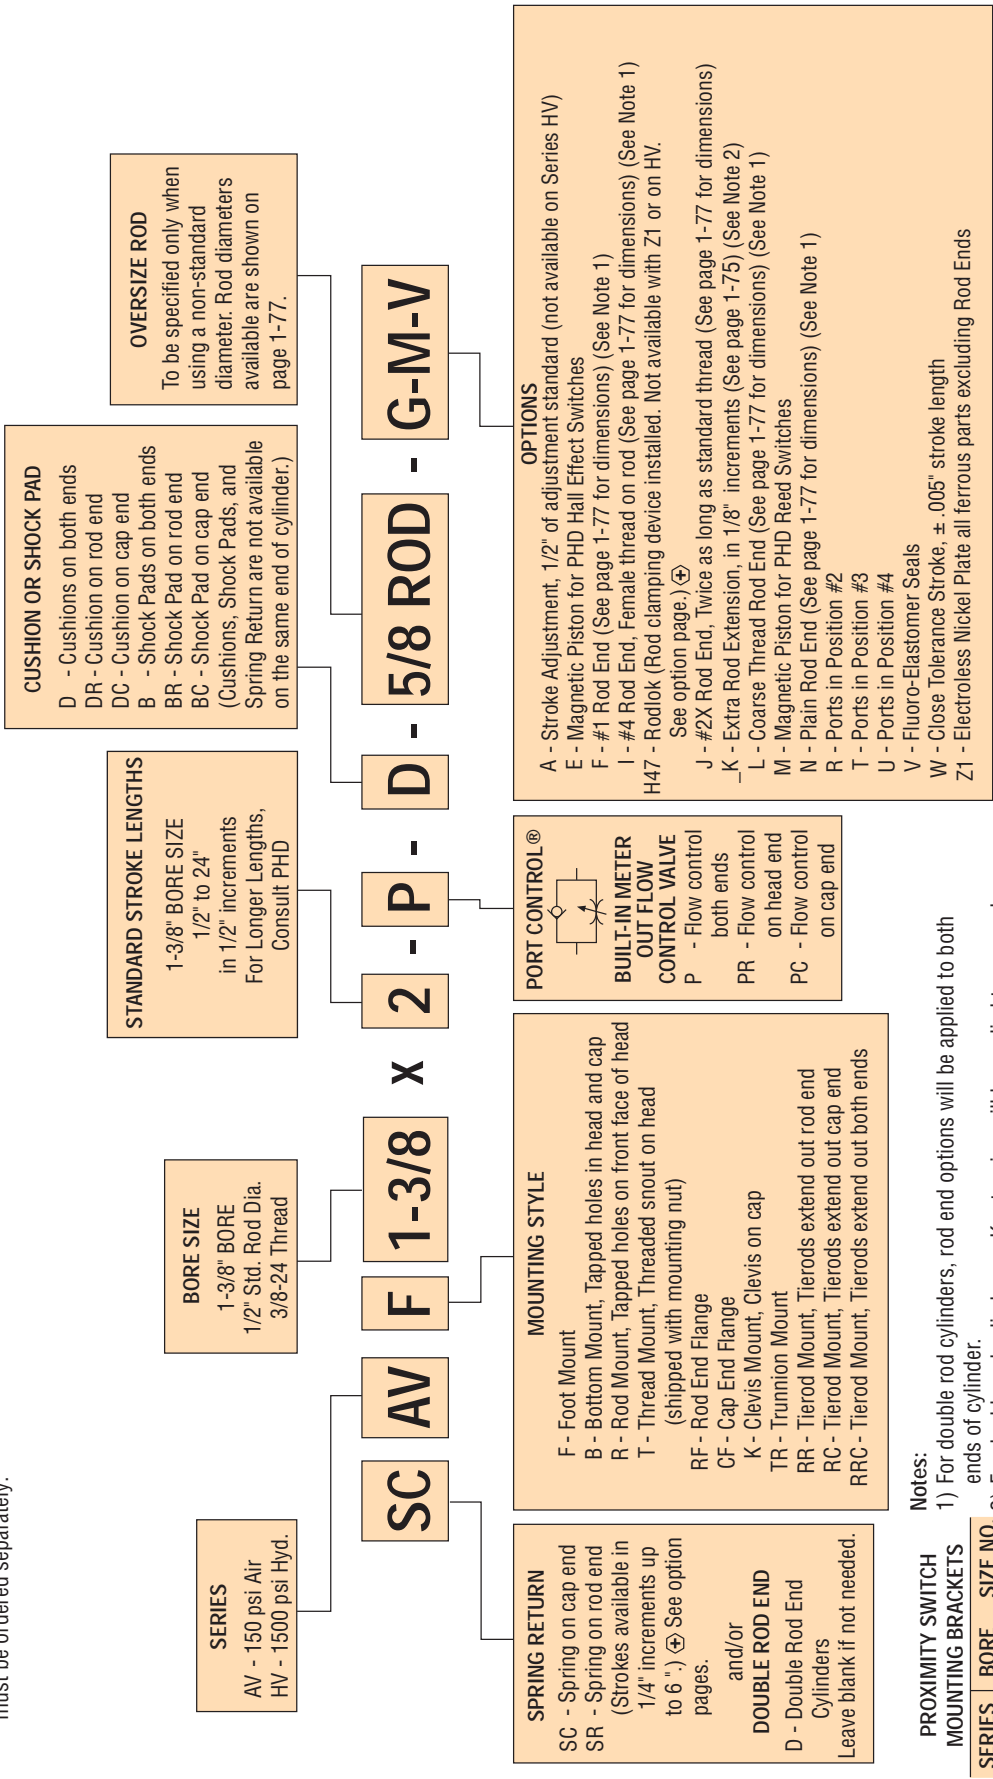 must be ordered separately.
SERIES
AV - 150 psi Air
HV - 1500 psi Hyd.
BORE SIZE
1-3/8" BORE
1/2" Std. Rod Dia.
3/8-24 Thread
STANDARD STROKE LENGTHS
1-3/8" BORE SIZE
1/2" to 24"
in 1/2" increments
For Longer Lengths,
Consult PHD
CUSHION OR SHOCK PAD
D - Cushions on both ends
DR - Cushion on rod end
DC - Cushion on cap end
B - Shock Pads on both ends
BR - Shock Pad on rod end
BC - Shock Pad on cap end
(Cushions, Shock Pads, and
Spring Return are not available
on the same end of cylinder.)
OVERSIZE ROD
To be specified only when
using a non-standard
diameter. Rod diameters
available are shown on
page 1-77.
SC AV F 1-3/8 x 2 - P - D - 5/8 ROD - G-M-V
SPRING RETURN
SC - Spring on cap end
SR - Spring on rod end
(Strokes available in
1/4" increments up
to 6 ".) ⊕ See option
pages.
and/or
DOUBLE ROD END
D - Double Rod End
Cylinders
Leave blank if not needed.
MOUNTING STYLE
F - Foot Mount
B - Bottom Mount, Tapped holes in head and cap
R - Rod Mount, Tapped holes on front face of head
T - Thread Mount, Threaded snout on head
(shipped with mounting nut)
RF - Rod End Flange
CF - Cap End Flange
K - Clevis Mount, Clevis on cap
TR - Trunnion Mount
RR - Tierod Mount, Tierods extend out rod end
RC - Tierod Mount, Tierods extend out cap end
RRC - Tierod Mount, Tierods extend out both ends
PORT CONTROL®
BUILT-IN METER
OUT FLOW
CONTROL VALVE
P - Flow control
both ends
PR - Flow control
on head end
PC - Flow control
on cap end
OPTIONS
A - Stroke Adjustment, 1/2" of adjustment standard (not available on Series HV)
E - Magnetic Piston for PHD Hall Effect Switches
F - #1 Rod End (See page 1-77 for dimensions) (See Note 1)
I - #4 Rod End, Female thread on rod (See page 1-77 for dimensions) (See Note 1)
H47 - Rodlok (Rod clamping device installed. Not available with Z1 or on HV.
See option page.) ⊕
J - #2X Rod End, Twice as long as standard thread (See page 1-77 for dimensions)
_K - Extra Rod Extension, in 1/8" increments (See page 1-75) (See Note 2)
L - Coarse Thread Rod End (See page 1-77 for dimensions) (See Note 1)
M - Magnetic Piston for PHD Reed Switches
N - Plain Rod End (See page 1-77 for dimensions) (See Note 1)
R - Ports in Position #2
T - Ports in Position #3
U - Ports in Position #4
V - Fluoro-Elastomer Seals
W - Close Tolerance Stroke, ± .005" stroke length
Z1 - Electroless Nickel Plate all ferrous parts excluding Rod Ends
PROXIMITY SWITCH
MOUNTING BRACKETS
SERIES BORE SIZE NO.
Notes:
1) For double rod cylinders, rod end options will be applied to both
ends of cylinder.